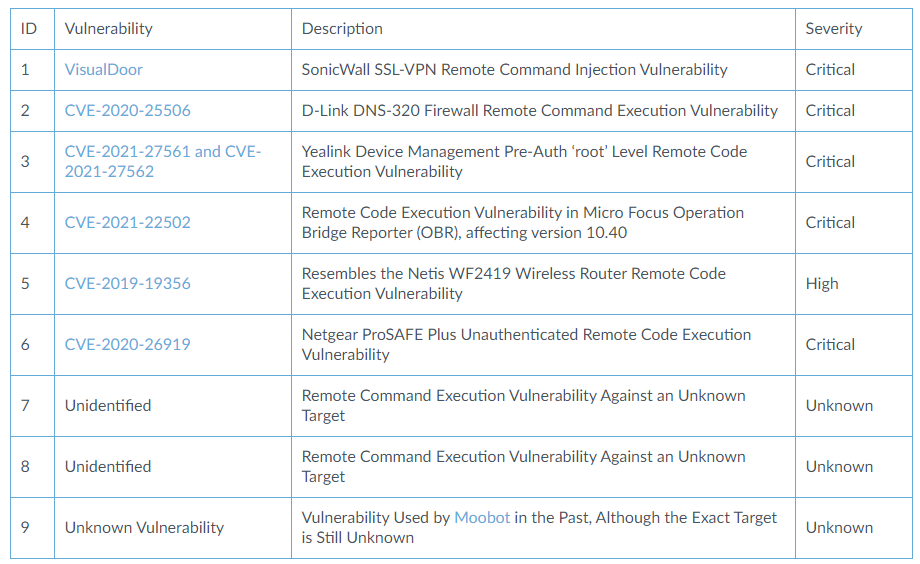 ID Vulnerability Description Severity
1 VisualDoor SonicWall SSL-VPN Remote Command Injection Vulnerability Critical
2 CVE-2020-25506 D-Link DNS-320 Firewall Remote Command Execution Vulnerability Critical
3 CVE-2021-27561 and CVE-
2021-27562
Yealink Device Management Pre-Auth ‘root’ Level Remote Code
Execution Vulnerability
Critical
4 CVE-2021-22502
Remote Code Execution Vulnerability in Micro Focus Operation
Bridge Reporter (OBR), affecting version 10.40
Critical
5 CVE-2019-19356
Resembles the Netis WF2419 Wireless Router Remote Code
Execution Vulnerability
High
6 CVE-2020-26919
Netgear ProSAFE Plus Unauthenticated Remote Code Execution
Vulnerability
Critical
7 Unidentified
Remote Command Execution Vulnerability Against an Unknown
Target
Unknown
8 Unidentified
Remote Command Execution Vulnerability Against an Unknown
Target
Unknown
9 Unknown Vulnerability
Vulnerability Used by Moobot in the Past, Although the Exact Target
is Still Unknown
Unknown